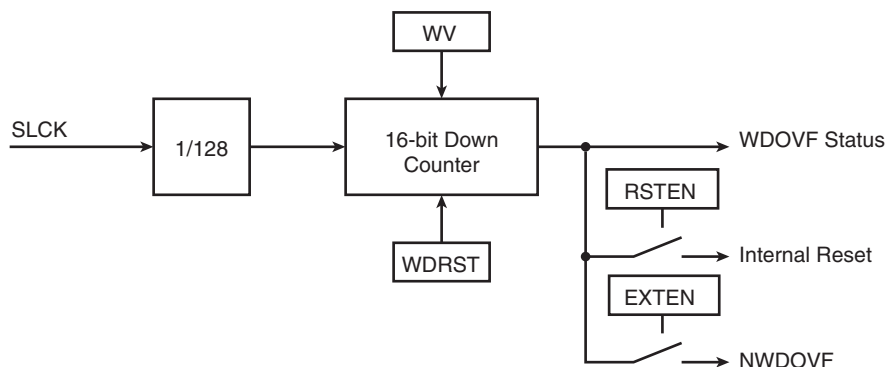 WV
SLCK
1/128
16-bit Down
Counter
WDOVF Status
RSTEN
WDRST
Internal Reset
EXTEN
NWDOVF